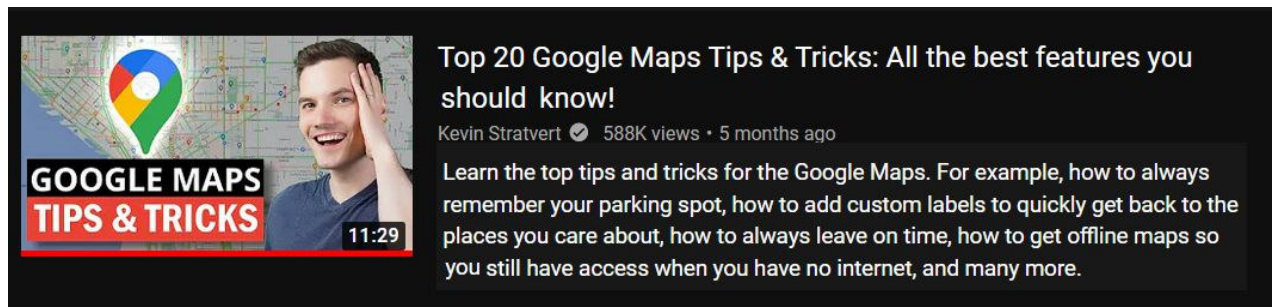 Top 20 Google Maps Tips & Tricks: All the best features you
should know!
Kevin Stratvert 588K views • 5 months ago
Learn the top tips and tricks for the Google Maps. For example, how to always
remember your parking spot, how to add custom labels to quickly get back to the
places you care about, how to always leave on time, how to get offline maps so
you still have access when you have no internet, and many more.
GOOGLE MAPS
TIPS & TRICKS
11:29